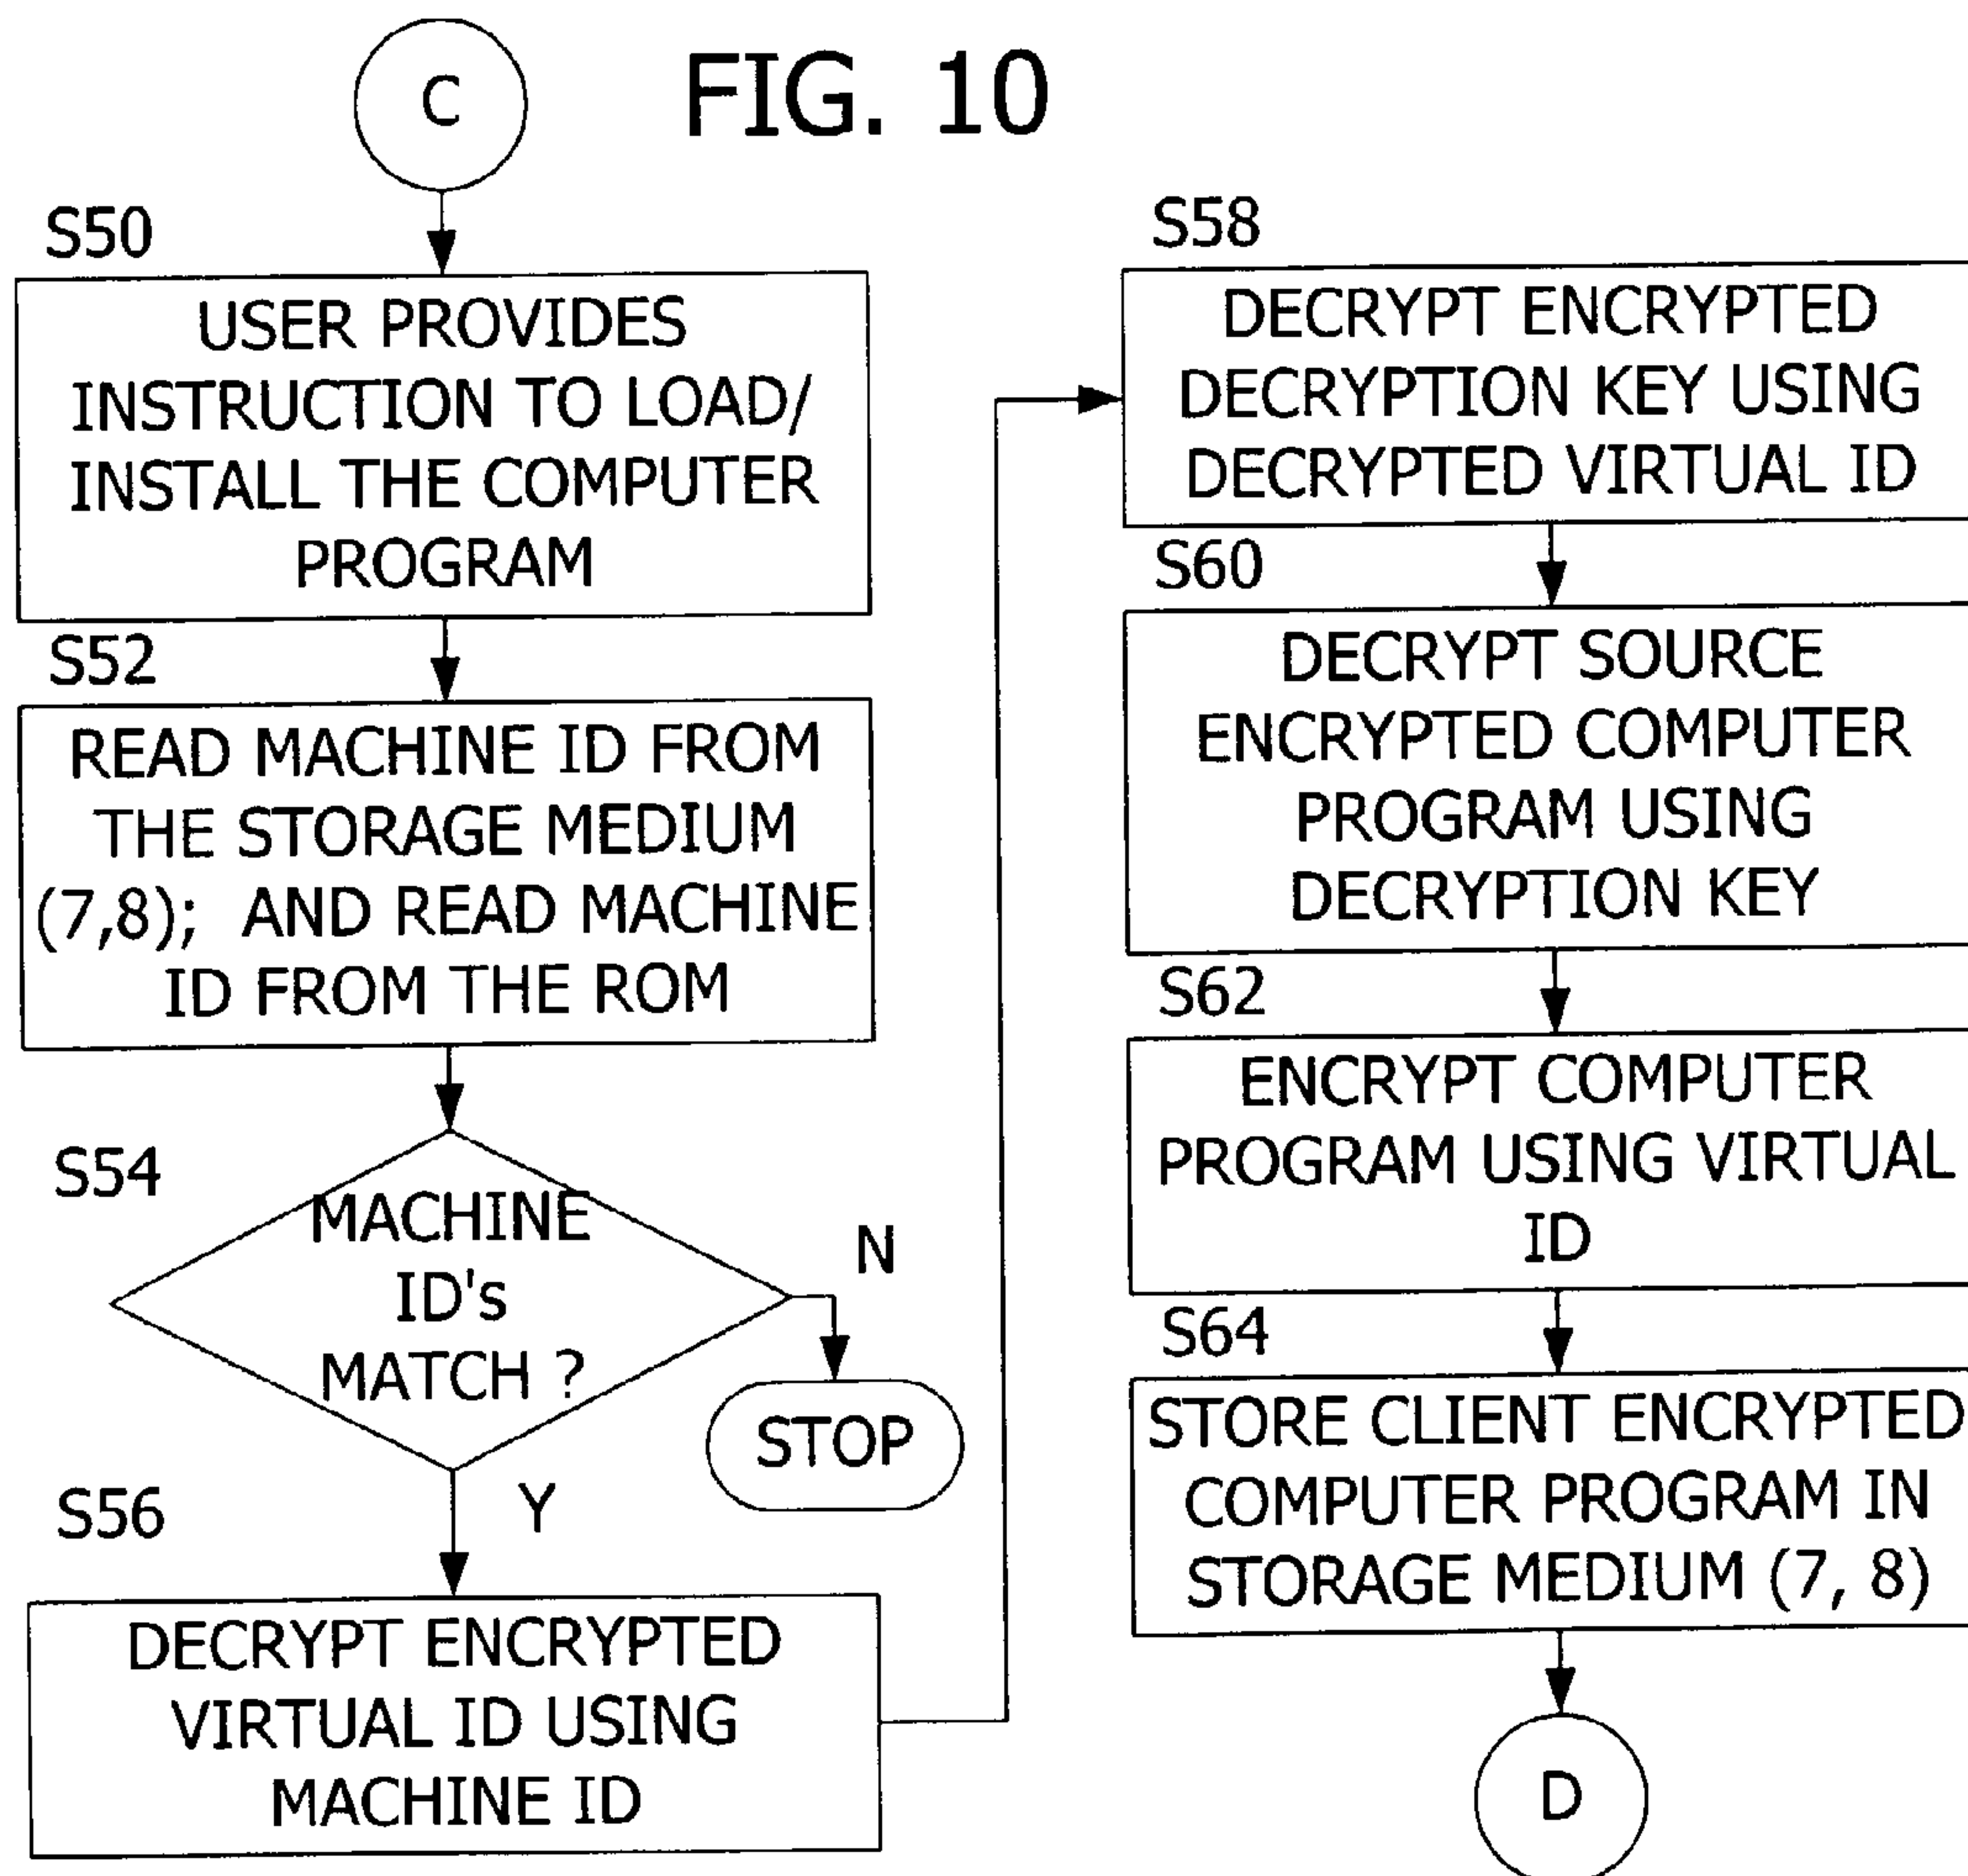 C
FIG. 10
S50
USER PROVIDES
INSTRUCTION TO LOAD/
INSTALL THE COMPUTER
PROGRAM
S52
READ MACHINE ID FROM
THE STORAGE MEDIUM
(7,8); AND READ MACHINE
ID FROM THE ROM
S54
MACHINE
ID's
MATCH ?
N
STOP
Y
S56
DECRYPT ENCRYPTED
VIRTUAL ID USING
MACHINE ID
S58
DECRYPT ENCRYPTED
DECRYPTION KEY USING
DECRYPTED VIRTUAL ID
S60
DECRYPT SOURCE
ENCRYPTED COMPUTER
PROGRAM USING
DECRYPTION KEY
S62
ENCRYPT COMPUTER
PROGRAM USING VIRTUAL
ID
S64
STORE CLIENT ENCRYPTED
COMPUTER PROGRAM IN
STORAGE MEDIUM (7, 8)
D